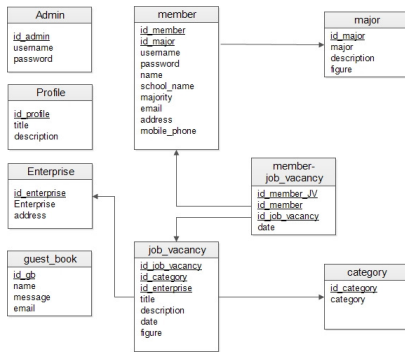 Admin
id_admin
username
password
Profile
id_profile
title
description
Enterprise
id_enterprise
Enterprise
address
guest_book
id_gb
name
message
email
member
id_member
id_major
username
password
name
school_name
majority
email
address
mobile_phone
member-
job_vacancy
id_member_JV
id_member
id_job_vacancy
date
job_vacancy
id_job_vacancy
id_category
id_enterprise
title
description
date
figure
major
id_major
major
description
figure
category
id_category
category